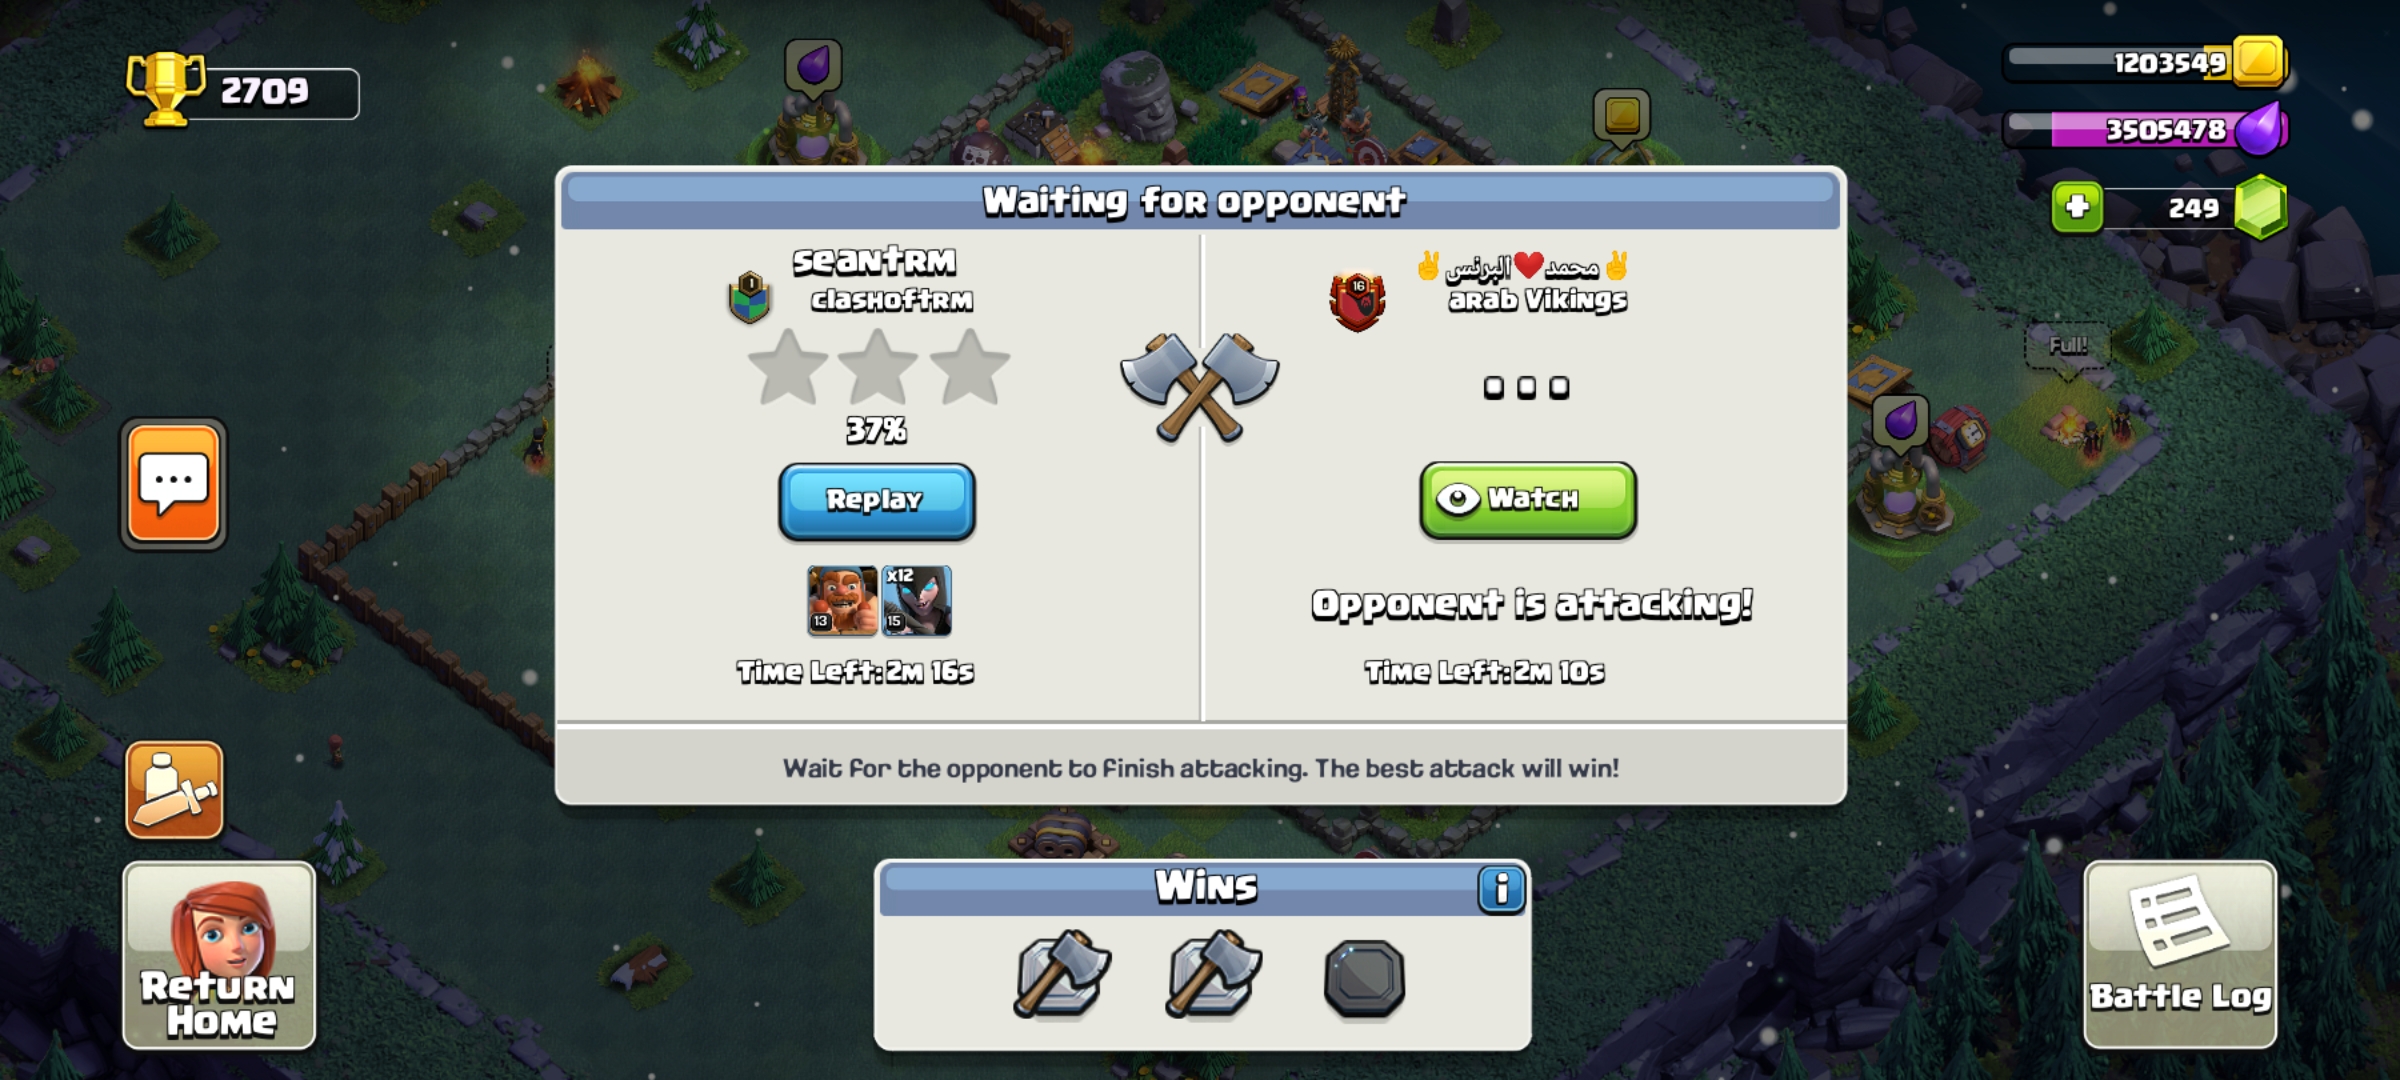 2709
1203549
3505478
249
Waiting for opponent
seantRM
clashoftRM
1
37%
Replay
13
x12
15
Time Left:2m 16s
✌محمد❤️البرنس✌
arab Vikings
16
Watch
Opponent is attacking!
Time Left:2m 10s
Wait for the opponent to finish attacking. The best attack will win!
Full!
Wins
i
Return
Home
Battle Log